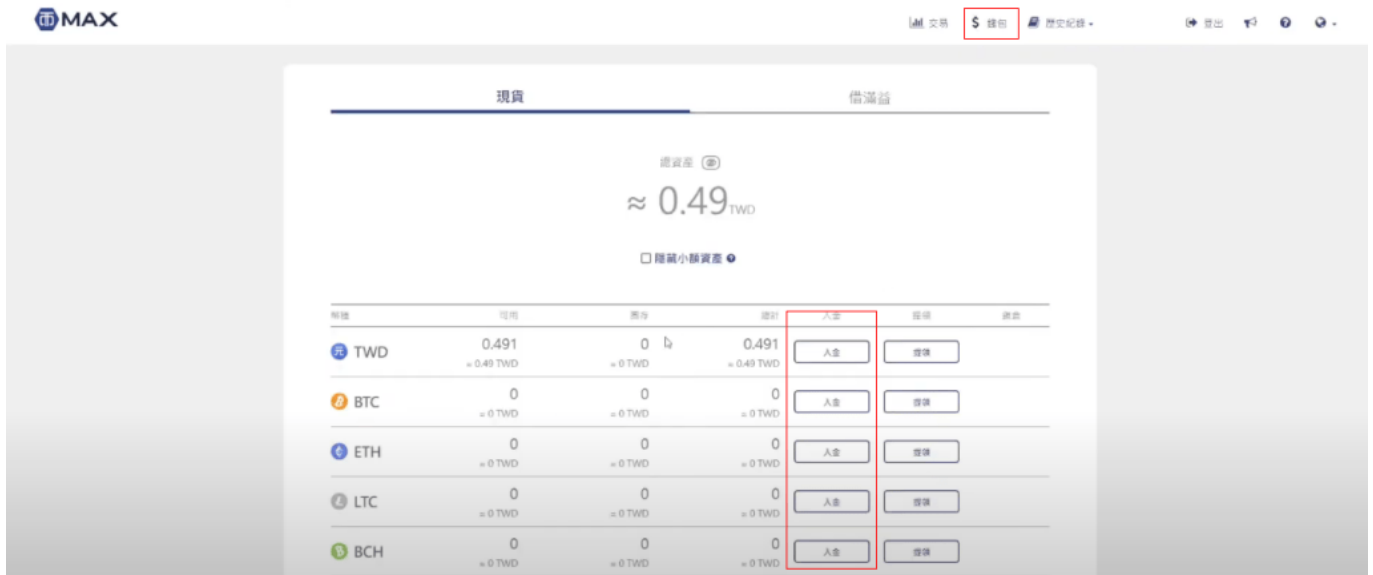 MAX
交易 $ 錢包 歷史紀錄 登出
現貨 借滿益
總資產
≈ 0.49 TWD
隱藏小額資產
幣種 可用 凍存 總計 入金 提領
TWD 0.491 0 0.491 入金 提領
≈ 0.49 TWD ≈ 0 TWD ≈ 0.49 TWD
BTC 0 0 0 入金 提領
≈ 0 TWD ≈ 0 TWD ≈ 0 TWD
ETH 0 0 0 入金 提領
≈ 0 TWD ≈ 0 TWD ≈ 0 TWD
LTC 0 0 0 入金 提領
≈ 0 TWD ≈ 0 TWD ≈ 0 TWD
BCH 0 0 0 入金 提領
≈ 0 TWD ≈ 0 TWD ≈ 0 TWD